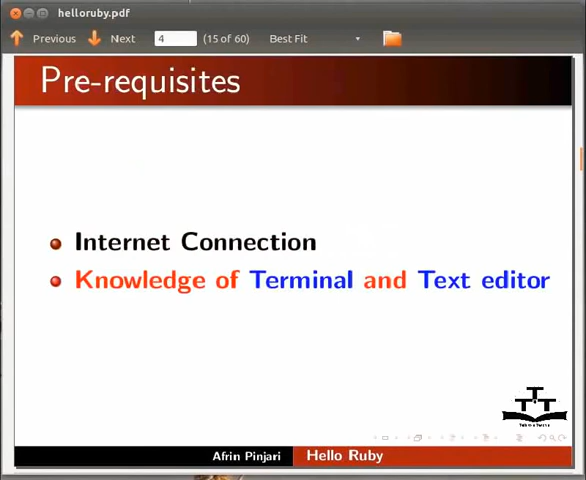 helloruby.pdf
Previous Next 4 (15 of 60) Best Fit
Pre-requisites
Internet Connection
Knowledge of Terminal and Text editor
Afrin Pinjari Hello Ruby